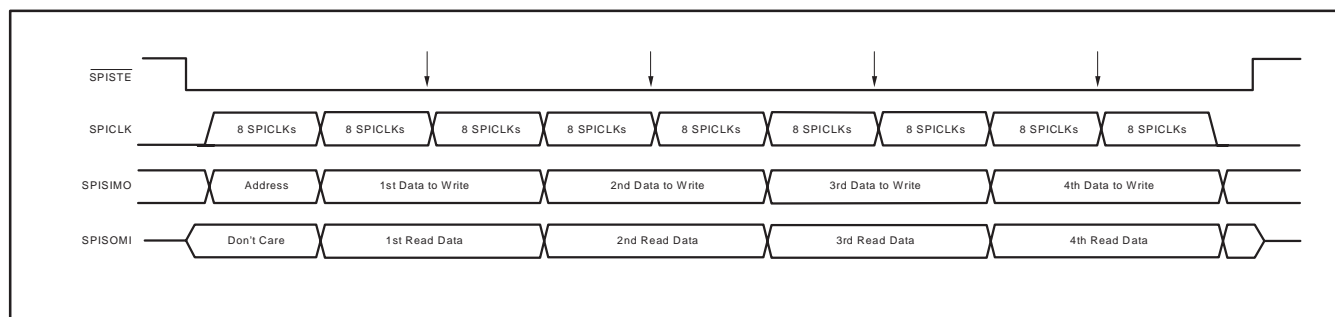 SPISTE
SPICLK 8 SPICLKs 8 SPICLKs 8 SPICLKs 8 SPICLKs 8 SPICLKs 8 SPICLKs 8 SPICLKs 8 SPICLKs 8 SPICLKs
SPISIMO Address 1st Data to Write 2nd Data to Write 3rd Data to Write 4th Data to Write
SPISOMI Don't Care 1st Read Data 2nd Read Data 3rd Read Data 4th Read Data